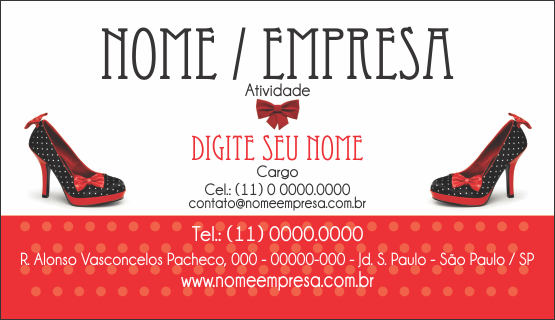 NOME / EMPRESA
Atividade
DIGITE SEU NOME
Cargo
Cel.: (11) 0 0000.0000
contato@nomeempresa.com.br
Tel.: (11) 0000.0000
R. Alonso Vasconcelos Pacheco, 000 - 00000-000 - Jd. S. Paulo - São Paulo / SP
www.nomeempresa.com.br